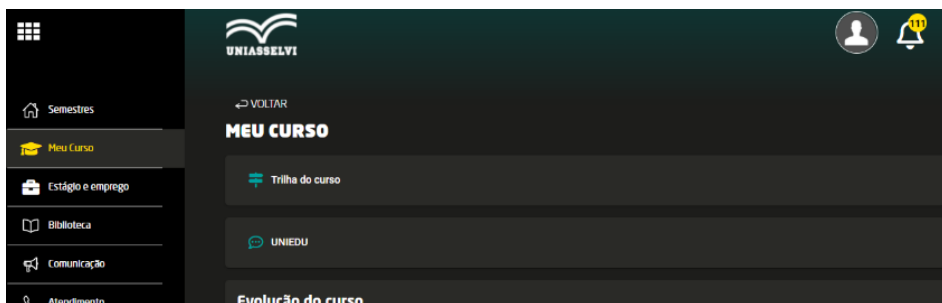 UNIASSELVI
111
Semestres
Meu Curso
Estágio e emprego
Biblioteca
Comunicação
Atendimento
VOLTAR
MEU CURSO
Trilha do curso
UNIEDU
Evolução do curso